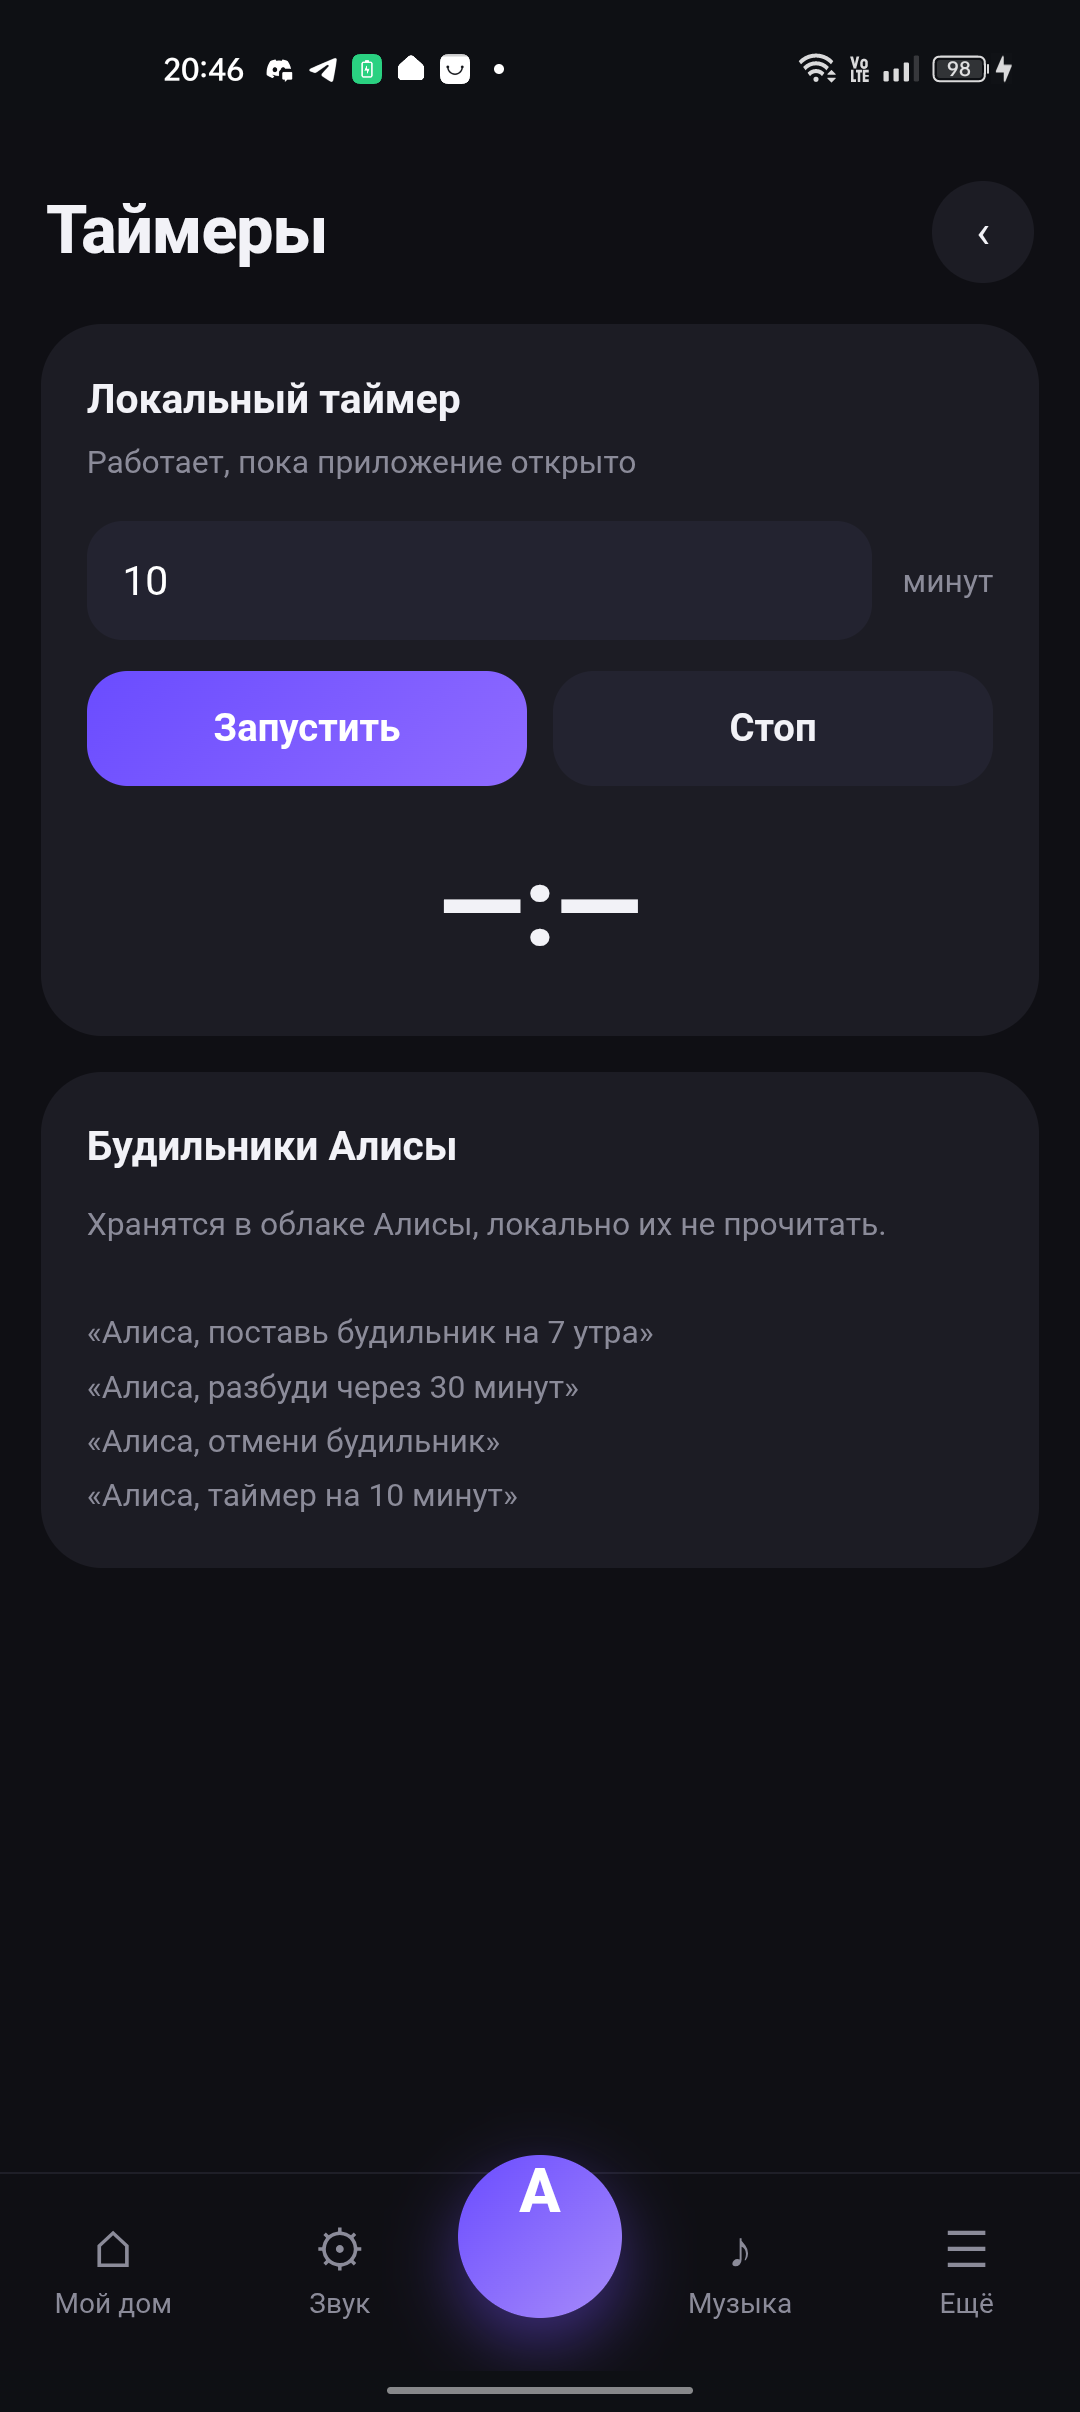 20:46
Vo
LTE
98
Таймеры
‹
Локальный таймер
Работает, пока приложение открыто
10
минут
Запустить
Стоп
—:—
Будильники Алисы
Хранятся в облаке Алисы, локально их не прочитать.
«Алиса, поставь будильник на 7 утра»
«Алиса, разбуди через 30 минут»
«Алиса, отмени будильник»
«Алиса, таймер на 10 минут»
А
Мой дом
Звук
Музыка
Ещё